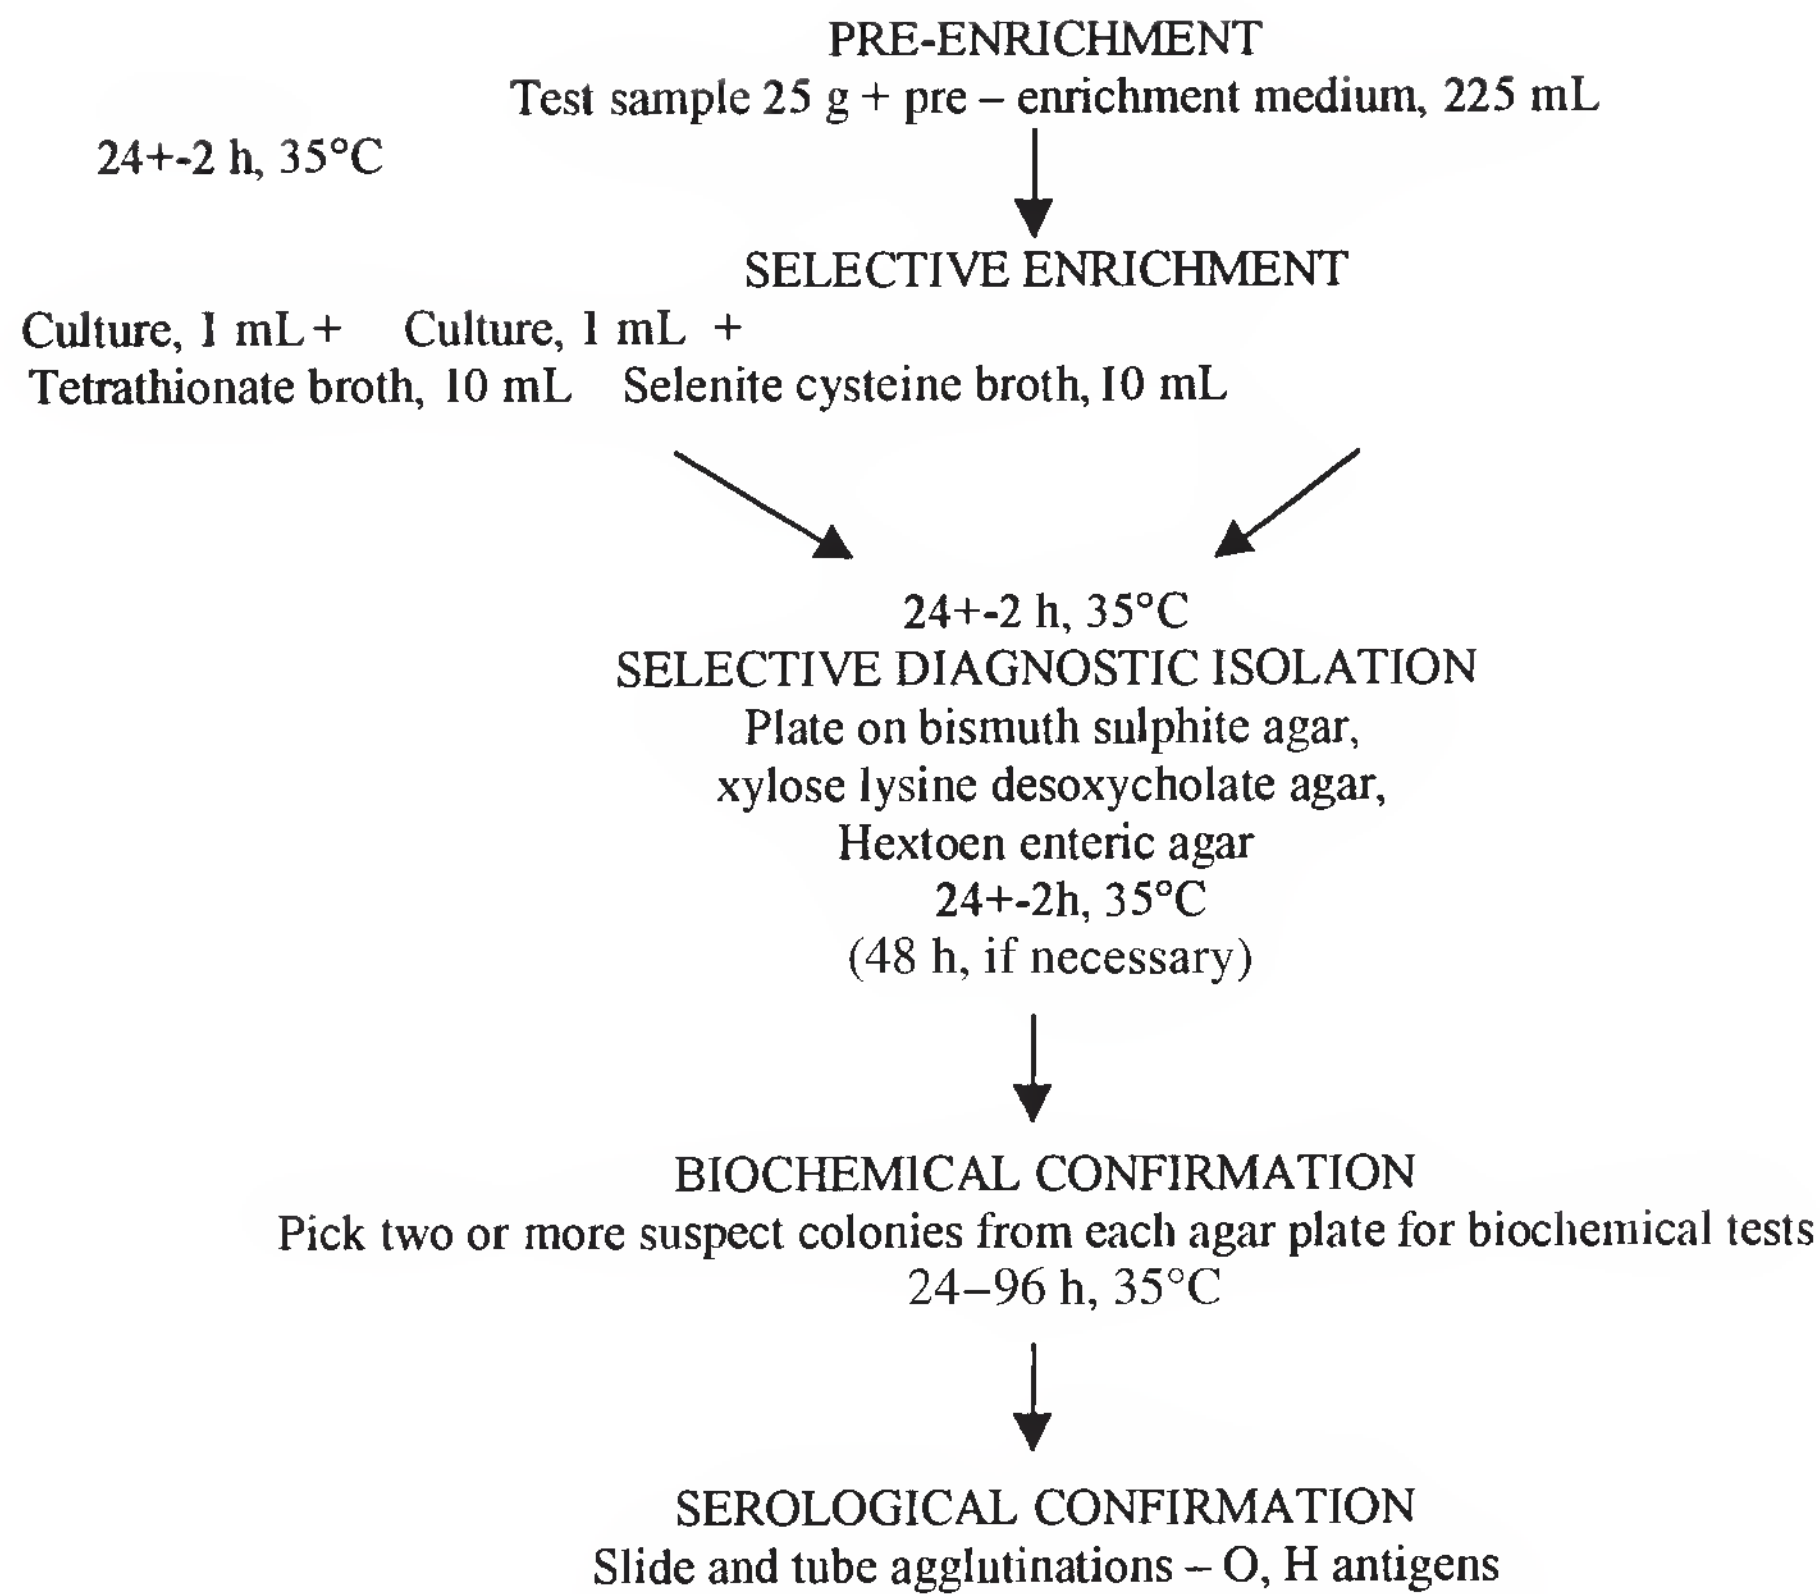 PRE-ENRICHMENT
Test sample 25 g + pre – enrichment medium, 225 mL
24+-2 h, 35°C
SELECTIVE ENRICHMENT
Culture, 1 mL + Culture, 1 mL +
Tetrathionate broth, 10 mL Selenite cysteine broth, 10 mL
24+-2 h, 35°C
SELECTIVE DIAGNOSTIC ISOLATION
Plate on bismuth sulphite agar,
xylose lysine desoxycholate agar,
Hextoen enteric agar
24+-2h, 35°C
(48 h, if necessary)
BIOCHEMICAL CONFIRMATION
Pick two or more suspect colonies from each agar plate for biochemical tests
24–96 h, 35°C
SEROLOGICAL CONFIRMATION
Slide and tube agglutinations – O, H antigens